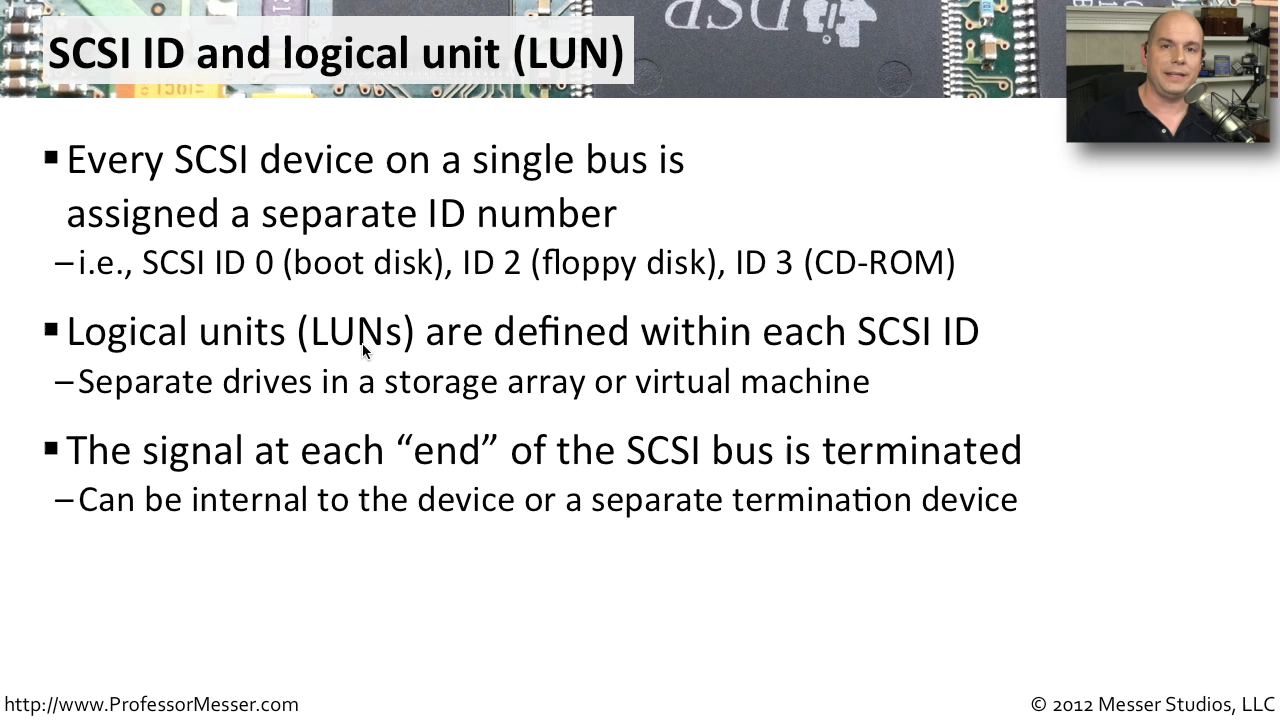 DSP
SCSI ID and logical unit (LUN)
▪ Every SCSI device on a single bus is
assigned a separate ID number
– i.e., SCSI ID 0 (boot disk), ID 2 (floppy disk), ID 3 (CD-ROM)
▪ Logical units (LUNs) are defined within each SCSI ID
– Separate drives in a storage array or virtual machine
▪ The signal at each “end” of the SCSI bus is terminated
– Can be internal to the device or a separate termination device
http://www.ProfessorMesser.com
© 2012 Messer Studios, LLC